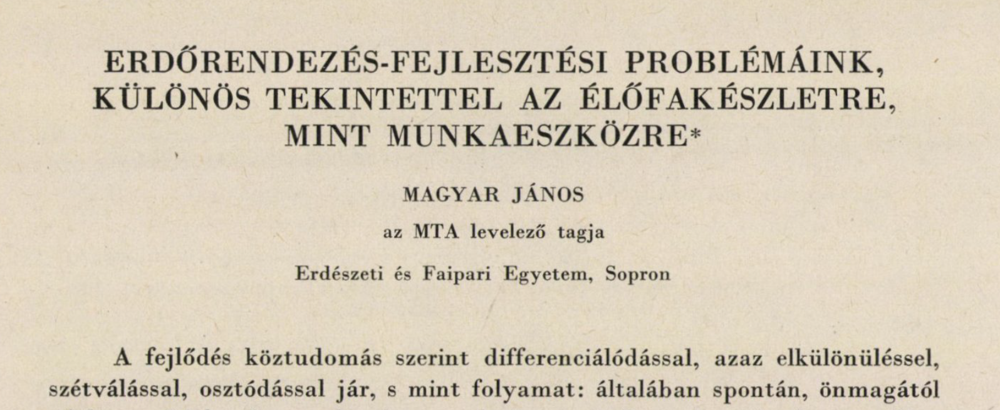 ERDŐRENDEZÉS-FEJLESZTÉSI PROBLÉMÁINK,
KÜLÖNÖS TEKINTETTEL AZ ÉLŐFAKÉSZLETRE,
MINT MUNKAESZKÖZRE*
MAGYAR JÁNOS
az MTA levelező tagja
Erdészeti és Faipari Egyetem, Sopron
A fejlődés köztudomás szerint differenciálódással, azaz elkülönüléssel,
szétválással, osztódással jár, s mint folyamat: általában spontán, önmagától